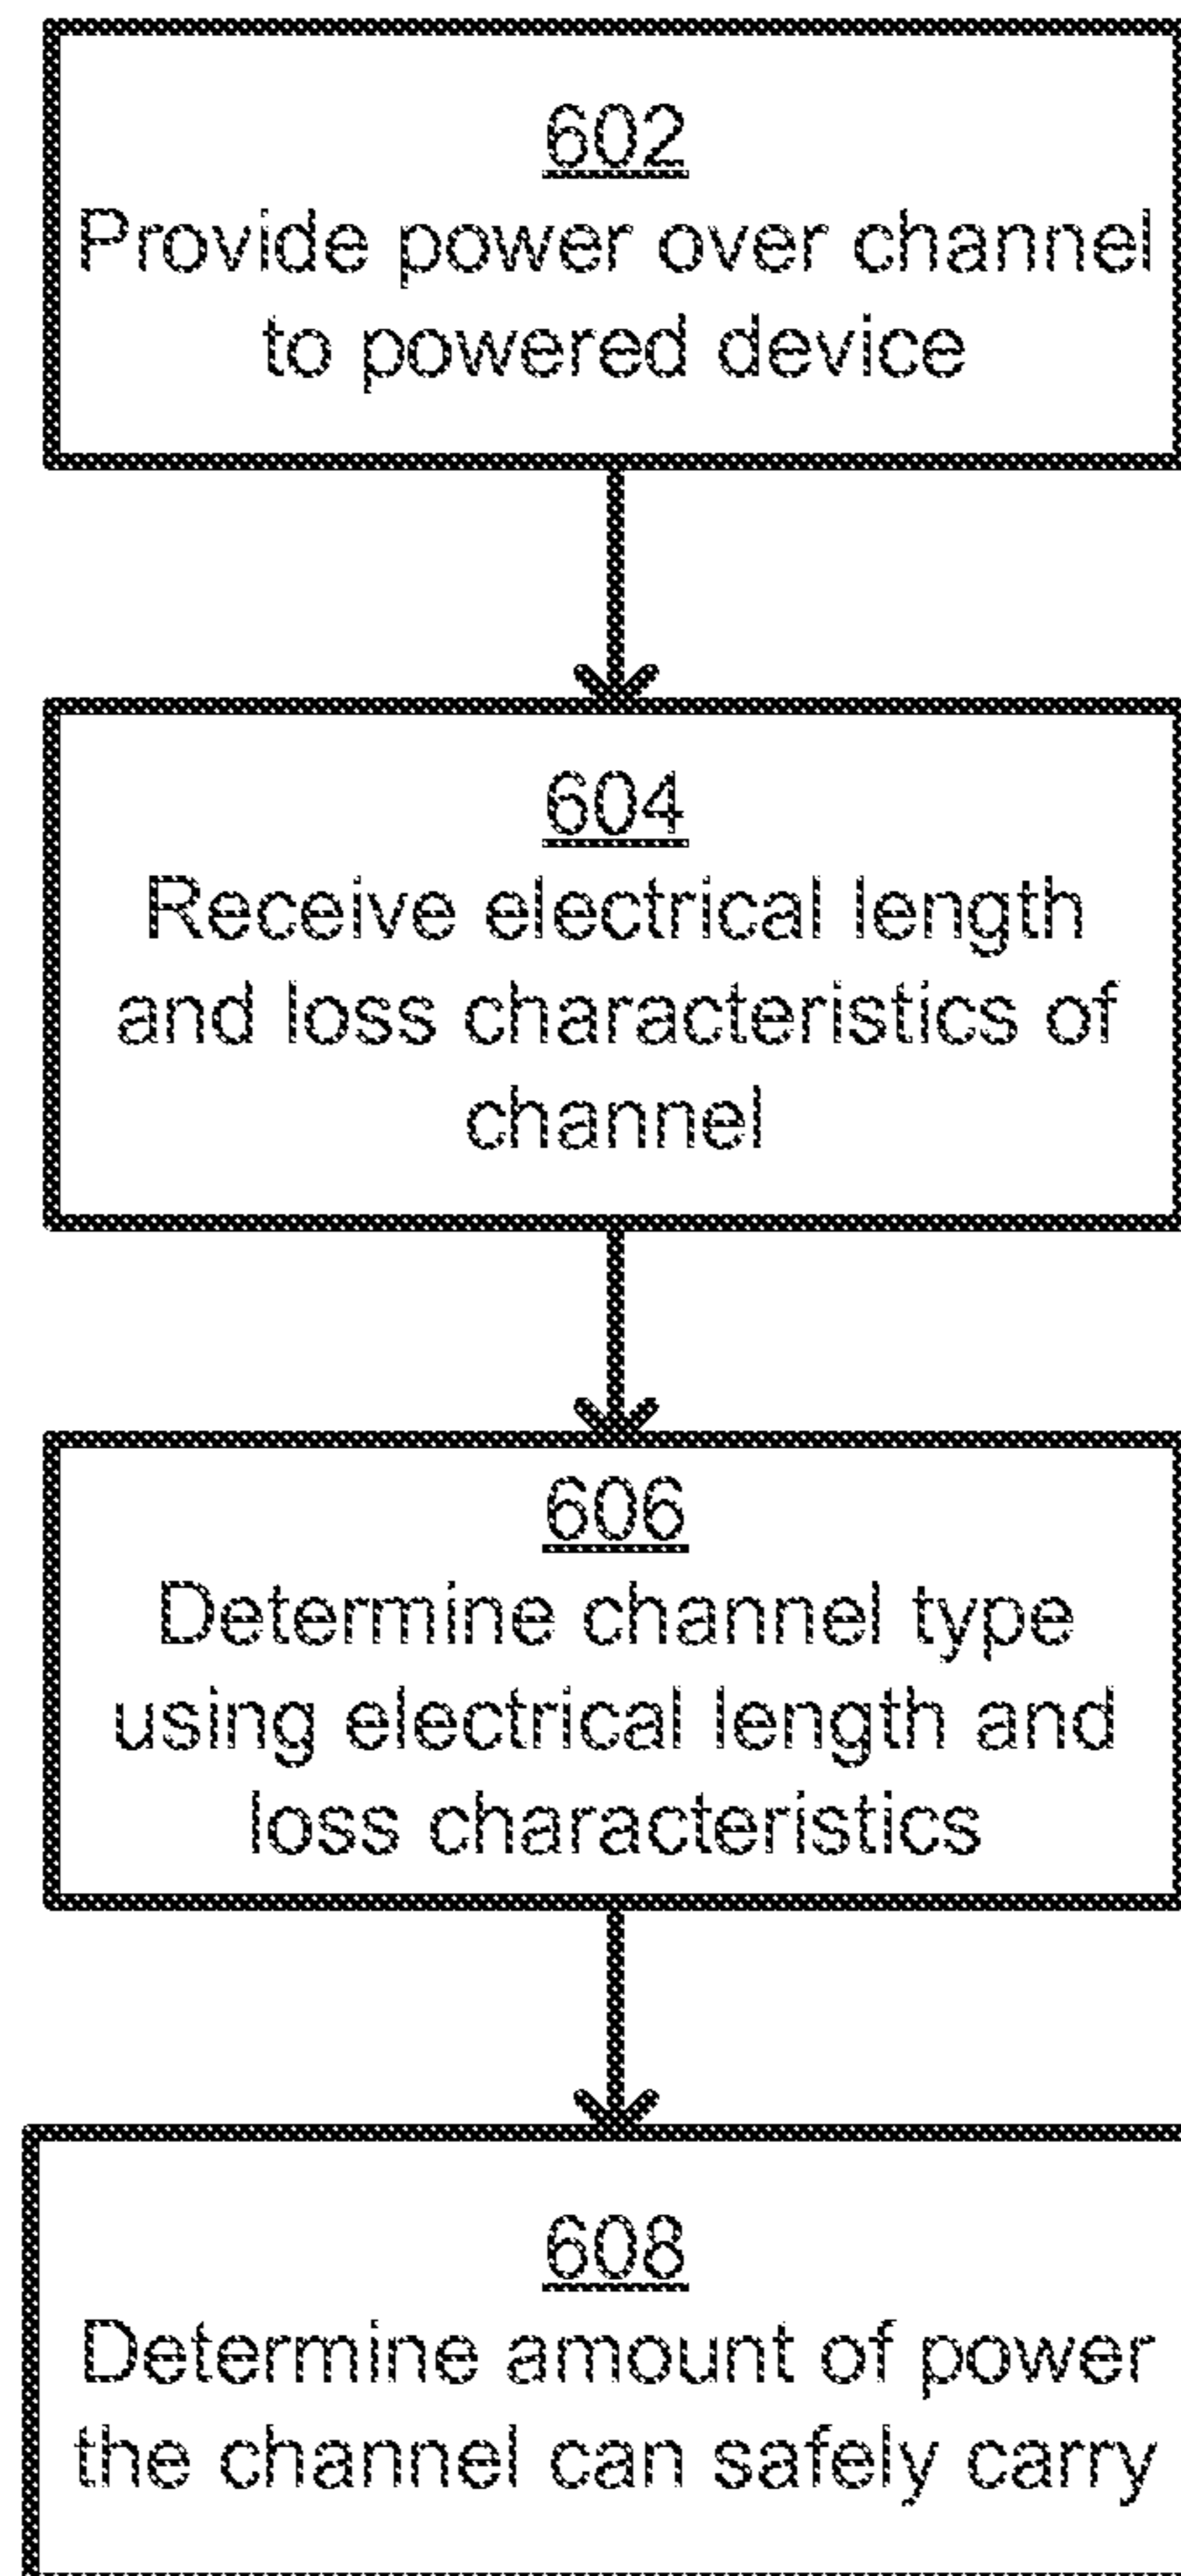 602
Provide power over channel
to powered device
604
Receive electrical length
and loss characteristics of
channel
606
Determine channel type
using electrical length and
loss characteristics
608
Determine amount of power
the channel can safely carry